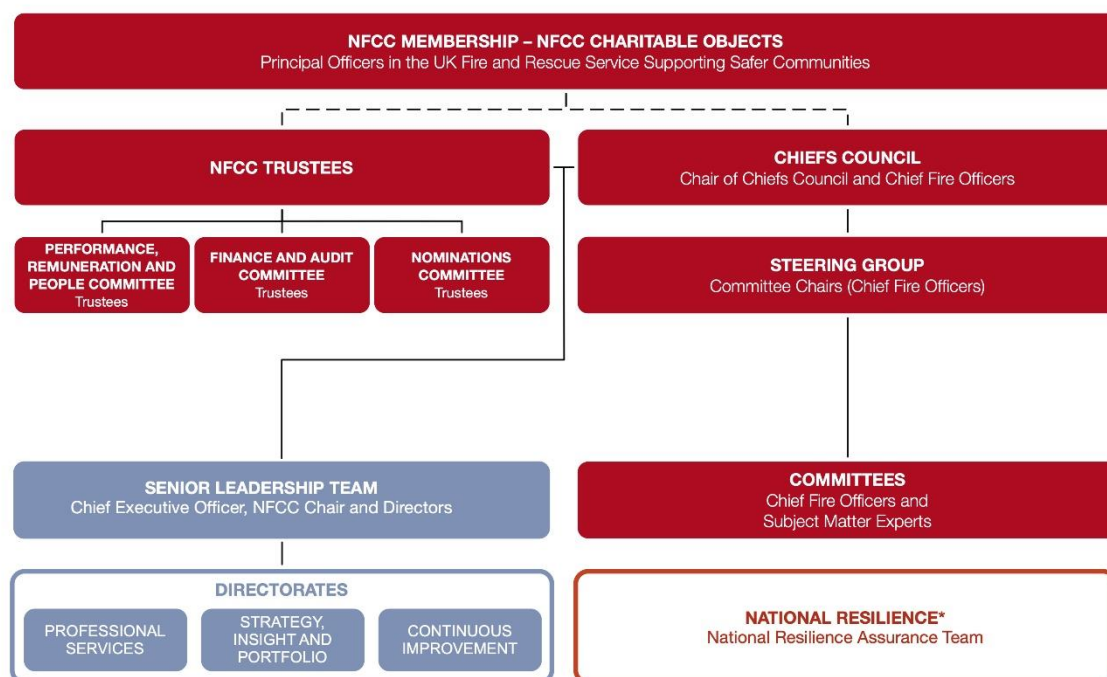 NFCC MEMBERSHIP – NFCC CHARITABLE OBJECTS
Principal Officers in the UK Fire and Rescue Service Supporting Safer Communities
NFCC TRUSTEES
CHIEFS COUNCIL
Chair of Chiefs Council and Chief Fire Officers
PERFORMANCE,
REMUNERATION AND
PEOPLE COMMITTEE
Trustees
FINANCE AND AUDIT
COMMITTEE
Trustees
NOMINATIONS
COMMITTEE
Trustees
STEERING GROUP
Committee Chairs (Chief Fire Officers)
SENIOR LEADERSHIP TEAM
Chief Executive Officer, NFCC Chair and Directors
COMMITTEES
Chief Fire Officers and
Subject Matter Experts
DIRECTORATES
PROFESSIONAL
SERVICES
STRATEGY,
INSIGHT AND
PORTFOLIO
CONTINUOUS
IMPROVEMENT
NATIONAL RESILIENCE*
National Resilience Assurance Team